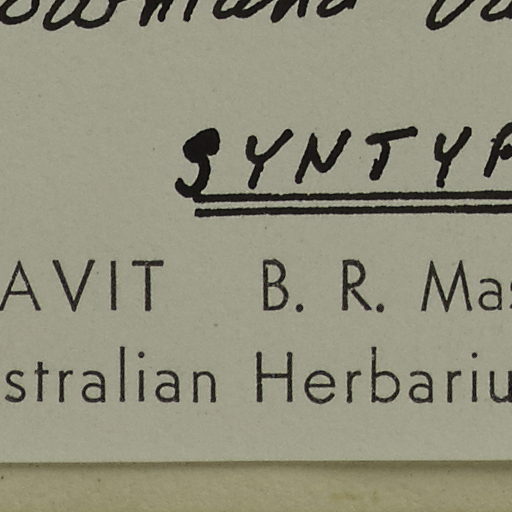 SYNTYP
AVIT B. R. Mas
stralian Herbariu